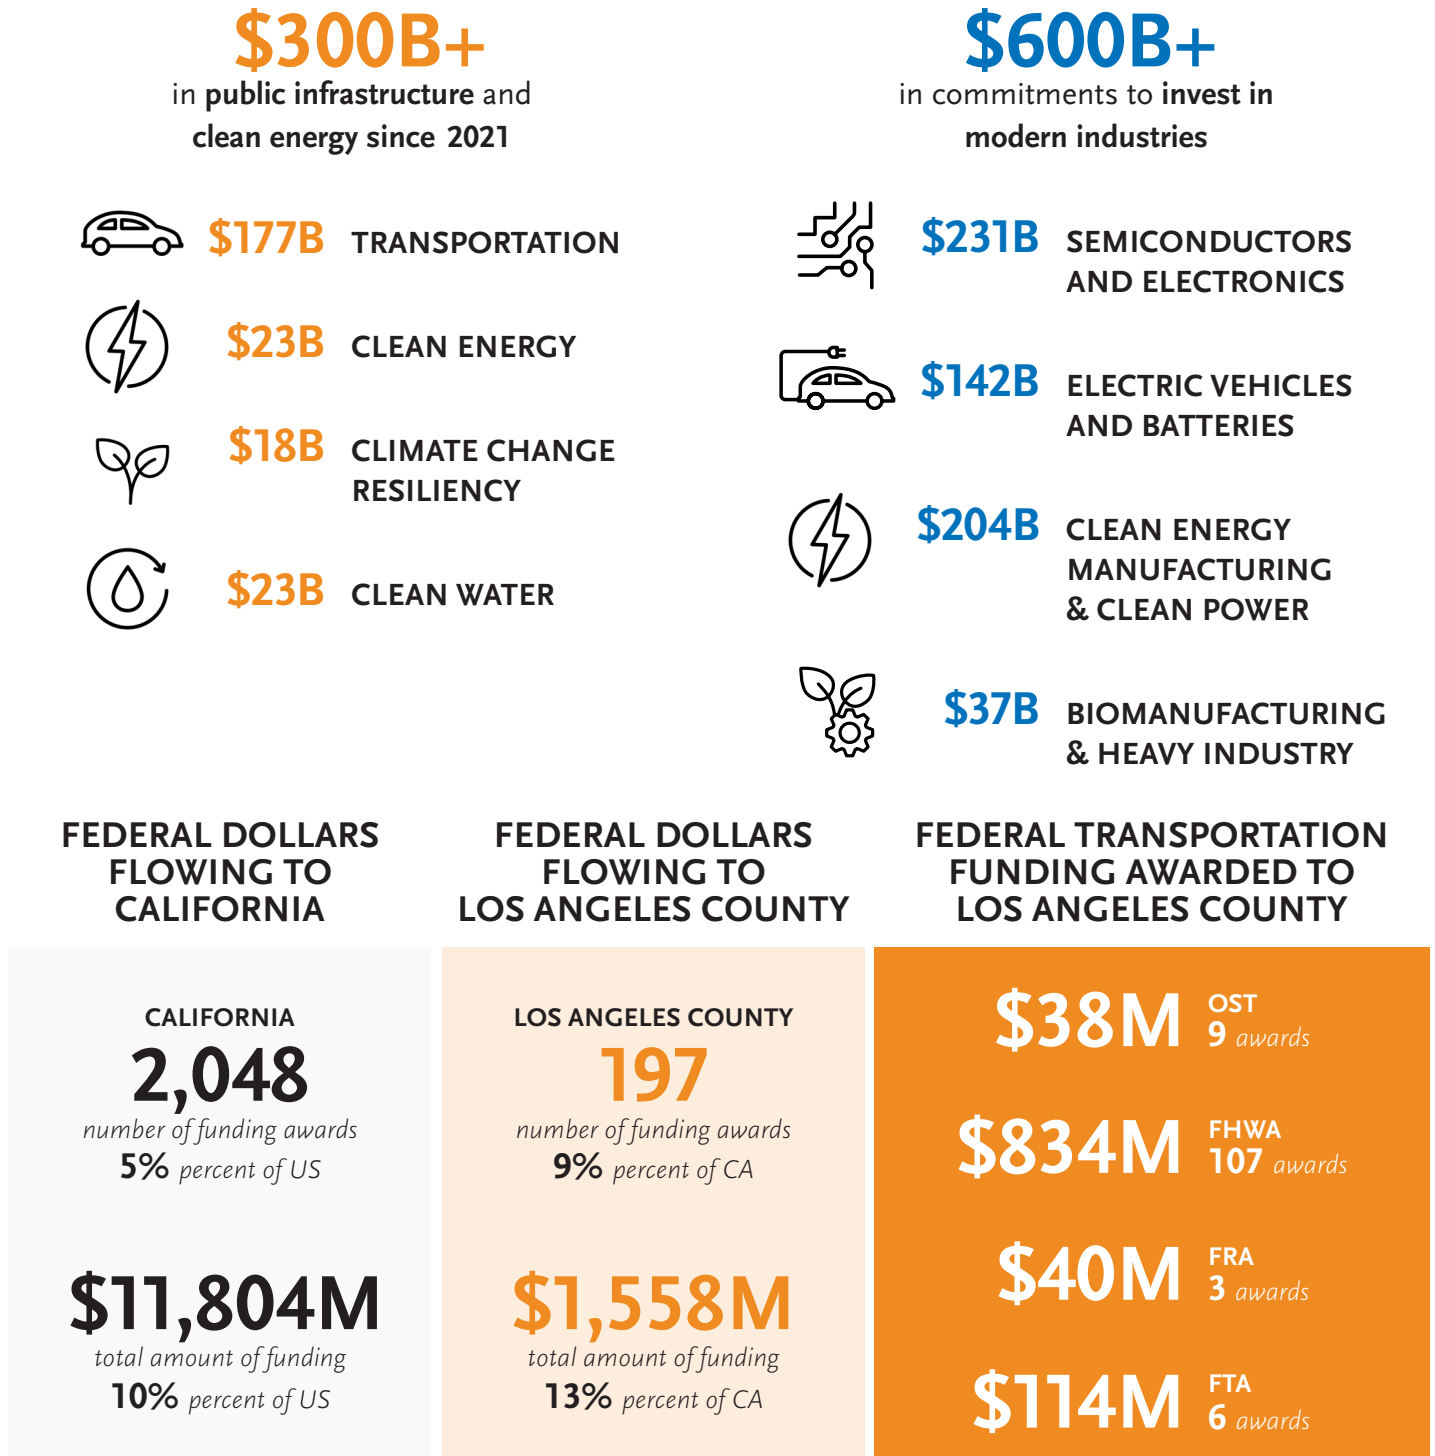 $300B+
in public infrastructure and
clean energy since 2021
$177B TRANSPORTATION
$23B CLEAN ENERGY
$18B CLIMATE CHANGE
RESILIENCY
$23B CLEAN WATER
$600B+
in commitments to invest in
modern industries
$231B SEMICONDUCTORS
AND ELECTRONICS
$142B ELECTRIC VEHICLES
AND BATTERIES
$204B CLEAN ENERGY
MANUFACTURING
& CLEAN POWER
$37B BIOMANUFACTURING
& HEAVY INDUSTRY
FEDERAL DOLLARS
FLOWING TO
CALIFORNIA
CALIFORNIA
2,048
number of funding awards
5% percent of US
$11,804M
total amount of funding
10% percent of US
FEDERAL DOLLARS
FLOWING TO
LOS ANGELES COUNTY
LOS ANGELES COUNTY
197
number of funding awards
9% percent of CA
$1,558M
total amount of funding
13% percent of CA
FEDERAL TRANSPORTATION
FUNDING AWARDED TO
LOS ANGELES COUNTY
$38M OST
9 awards
$834M FHWA
107 awards
$40M FRA
3 awards
$114M FTA
6 awards